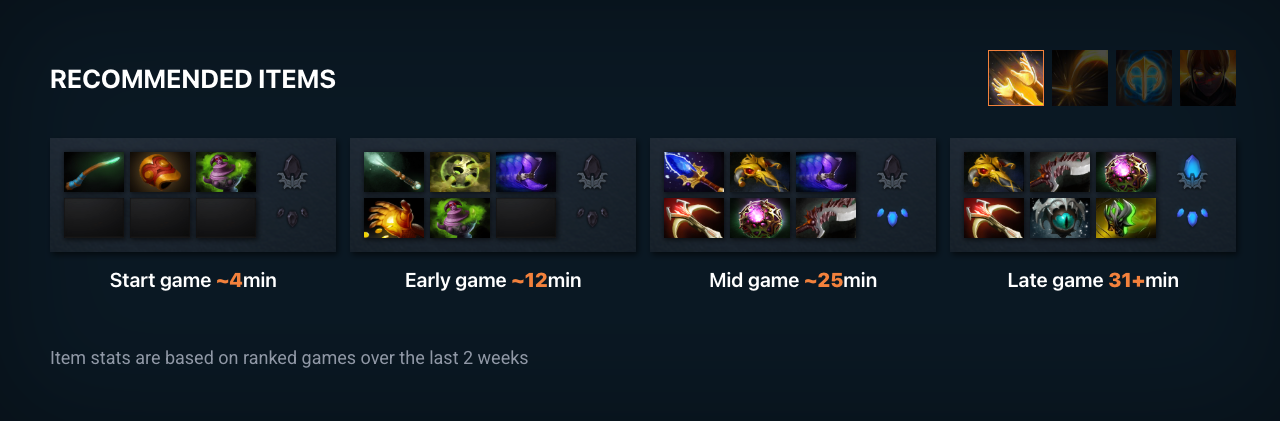 RECOMMENDED ITEMS
Start game ~4min
Early game ~12min
Mid game ~25min
Late game 31+min
Item stats are based on ranked games over the last 2 weeks